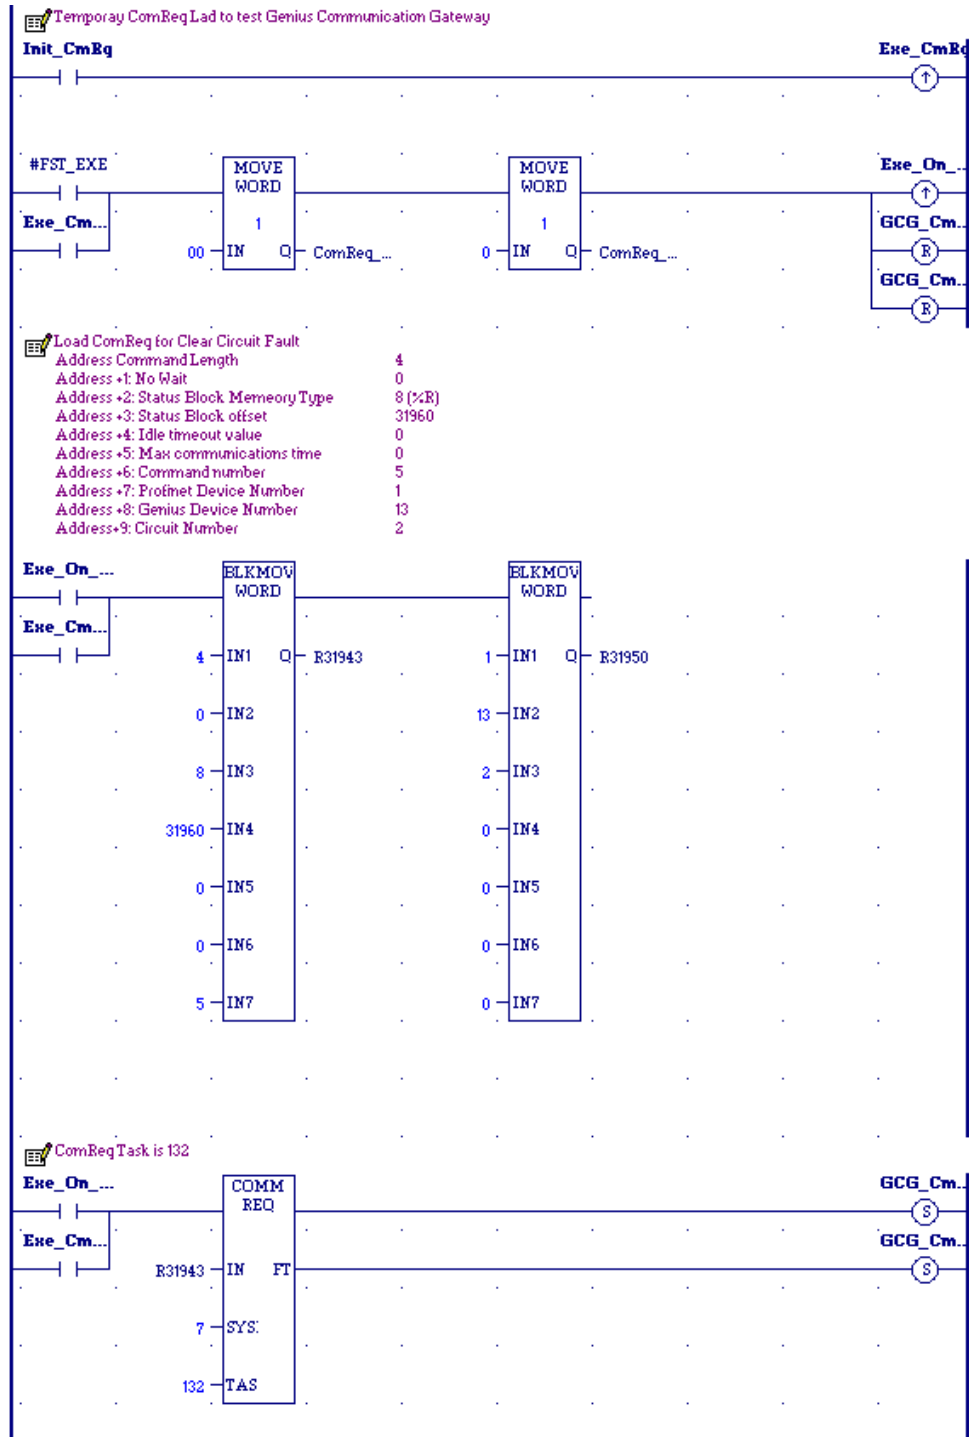 Temporay ComReq Lad to test Genius Communication Gateway
Init_CmRq Exe_CmRq
#FST_EXE MOVE MOVE Exe_On_...
WORD WORD
Exe_Cm... 1 1 GCG_Cm...
00 IN Q ComReq_... 0 IN Q ComReq_... R
GCG_Cm...
R
Load ComReq for Clear Circuit Fault
Address Command Length 4
Address +1: No Wait 0
Address +2: Status Block Memeory Type 8 (%R)
Address +3: Status Block offset 31960
Address +4: Idle timeout value 0
Address +5: Max communications time 0
Address +6: Command number 5
Address +7: Profinet Device Number 1
Address +8: Genius Device Number 13
Address+9: Circuit Number 2
Exe_On_... BLKMOV BLKMOV
WORD WORD
Exe_Cm...
4 IN1 Q R31943 1 IN1 Q R31950
0 IN2 13 IN2
8 IN3 2 IN3
31960 IN4 0 IN4
0 IN5 0 IN5
0 IN6 0 IN6
5 IN7 0 IN7
ComReq Task is 132
Exe_On_... COMM GCG_Cm...
REQ S
Exe_Cm... GCG_Cm...
R31943 IN FT S
7 SYS:
132 TAS